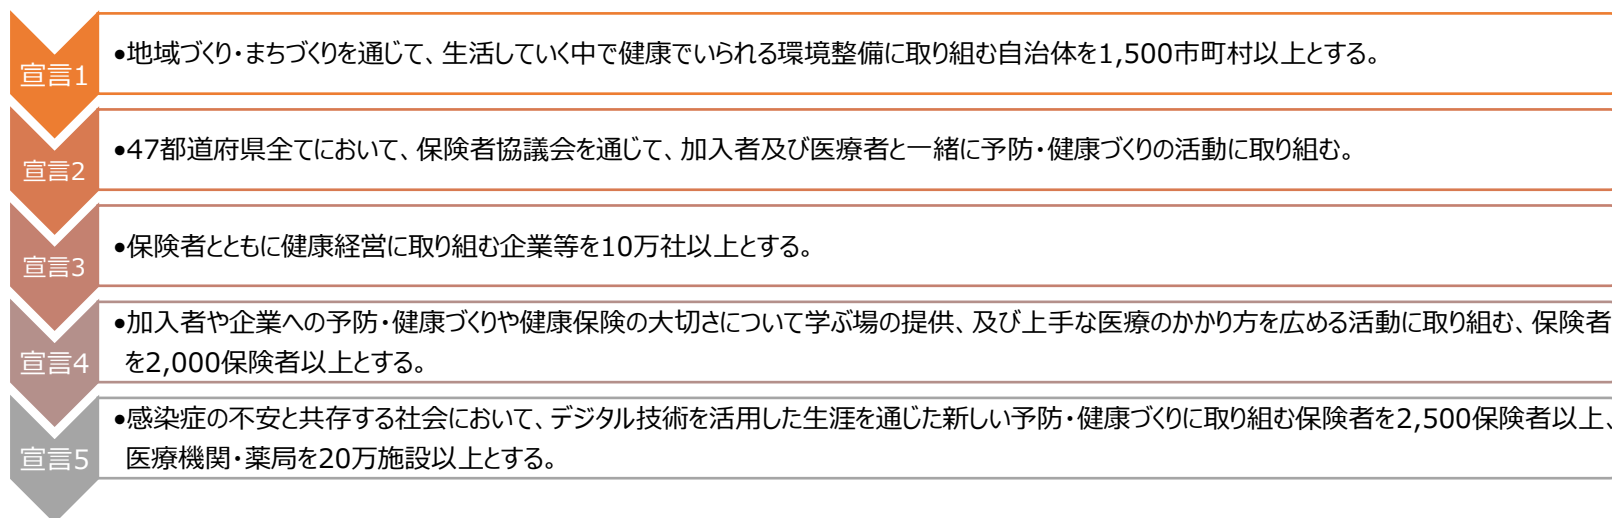 宣言1
•地域づくり・まちづくりを通じて、生活していく中で健康でいられる環境整備に取り組む自治体を1,500市町村以上とする。
宣言2
•47都道府県全てにおいて、保険者協議会を通じて、加入者及び医療者と一緒に予防・健康づくりの活動に取り組む。
宣言3
•保険者とともに健康経営に取り組む企業等を10万社以上とする。
宣言4
•加入者や企業への予防・健康づくりや健康保険の大切さについて学ぶ場の提供、及び上手な医療のかかり方を広める活動に取り組む、保険者
を2,000保険者以上とする。
宣言5
•感染症の不安と共存する社会において、デジタル技術を活用した生涯を通じた新しい予防・健康づくりに取り組む保険者を2,500保険者以上、
医療機関・薬局を20万施設以上とする。